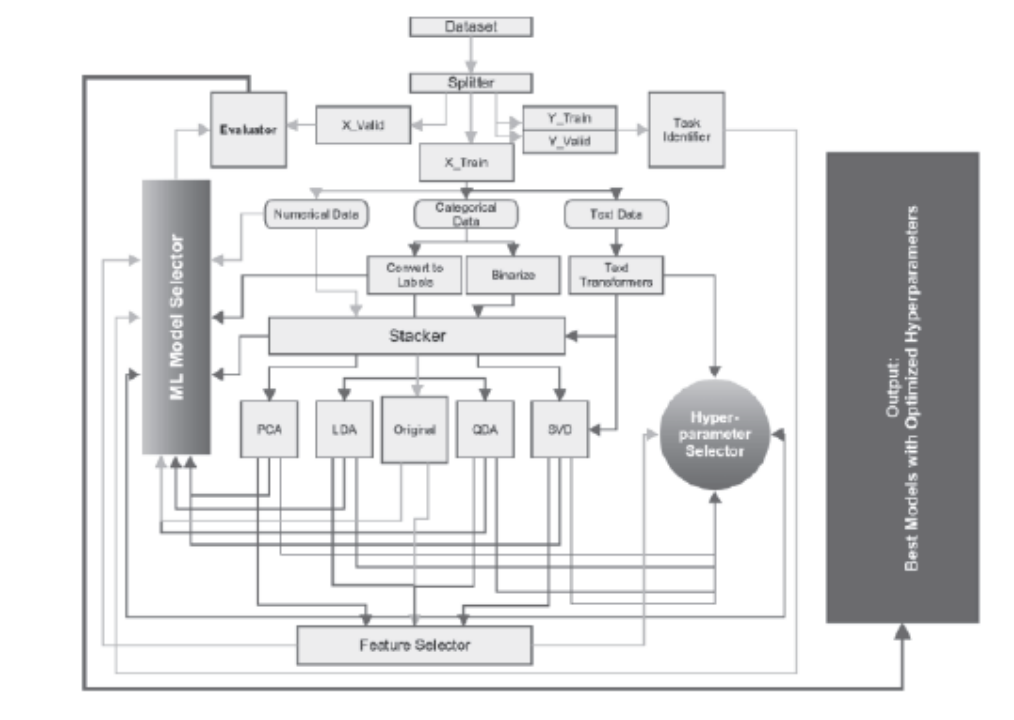 Dataset
Splitter
Evaluator
X_Valid
Y_Train
Y_Valid
Task
Identifier
X_Train
Numerical Data
Categorical
Data
Text Data
Convert to
Labels
Binarize
Text
Transformers
ML Model Selector
Stacker
PCA
LDA
Original
QDA
SVD
Hyper-
parameter
Selector
Output:
Best Models with Optimized Hyperparameters
Feature Selector